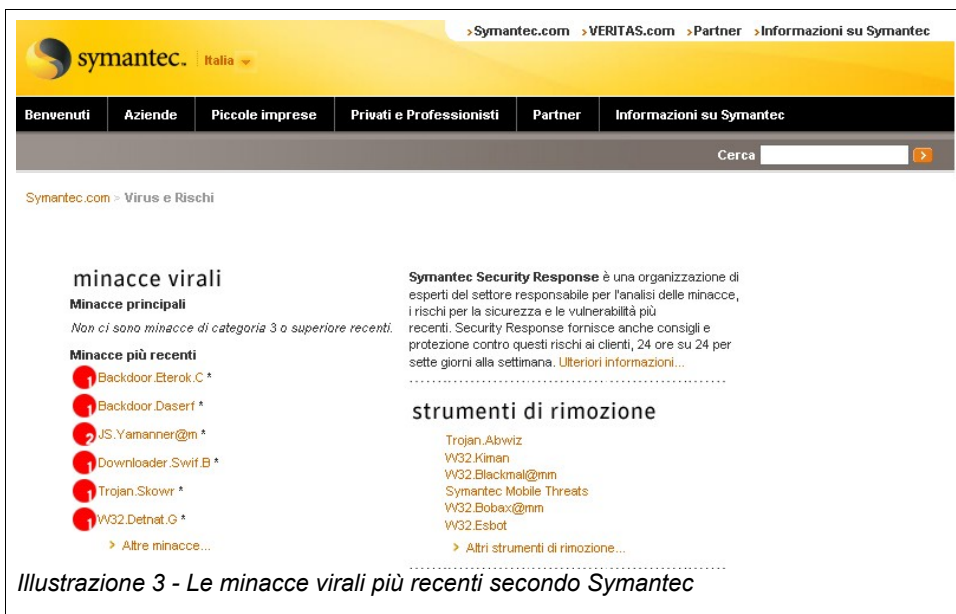 ›Symantec.com ›VERITAS.com ›Partner ›Informazioni su Symantec
symantec. Italia
Benvenuti Aziende Piccole imprese Privati e Professionisti Partner Informazioni su Symantec
Cerca
Symantec.com > Virus e Rischi
minacce virali
Minacce principali
Non ci sono minacce di categoria 3 o superiore recenti.
Minacce più recenti
1 Backdoor.Eterok.C *
1 Backdoor.Daserf *
2 JS.Yamanner@m *
1 Downloader.Swif.B *
1 Trojan.Skowr *
1 W32.Detnat.G *
› Altre minacce...
Symantec Security Response è una organizzazione di
esperti del settore responsabile per l'analisi delle minacce,
i rischi per la sicurezza e le vulnerabilità più
recenti. Security Response fornisce anche consigli e
protezione contro questi rischi ai clienti, 24 ore su 24 per
sette giorni alla settimana. Ulteriori informazioni...
strumenti di rimozione
Trojan.Abwiz
W32.Kiman
W32.Blackmal@mm
Symantec Mobile Threats
W32.Bobax@mm
W32.Esbot
› Altri strumenti di rimozione...
Illustrazione 3 - Le minacce virali più recenti secondo Symantec